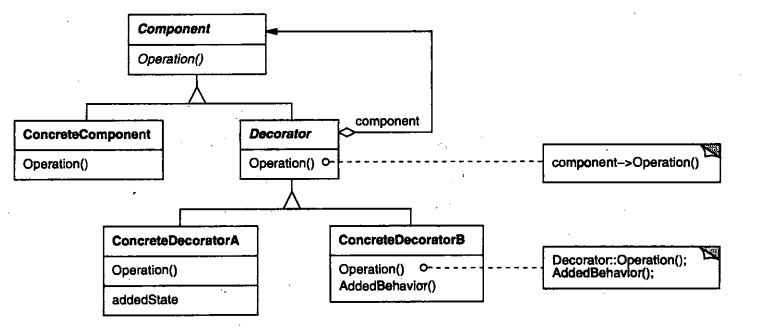 Component
Operation()
component
ConcreteComponent
Operation()
Decorator
Operation()
component->Operation()
ConcreteDecoratorA
Operation()
addedState
ConcreteDecoratorB
Operation()
AddedBehavior()
Decorator::Operation();
AddedBehavior();